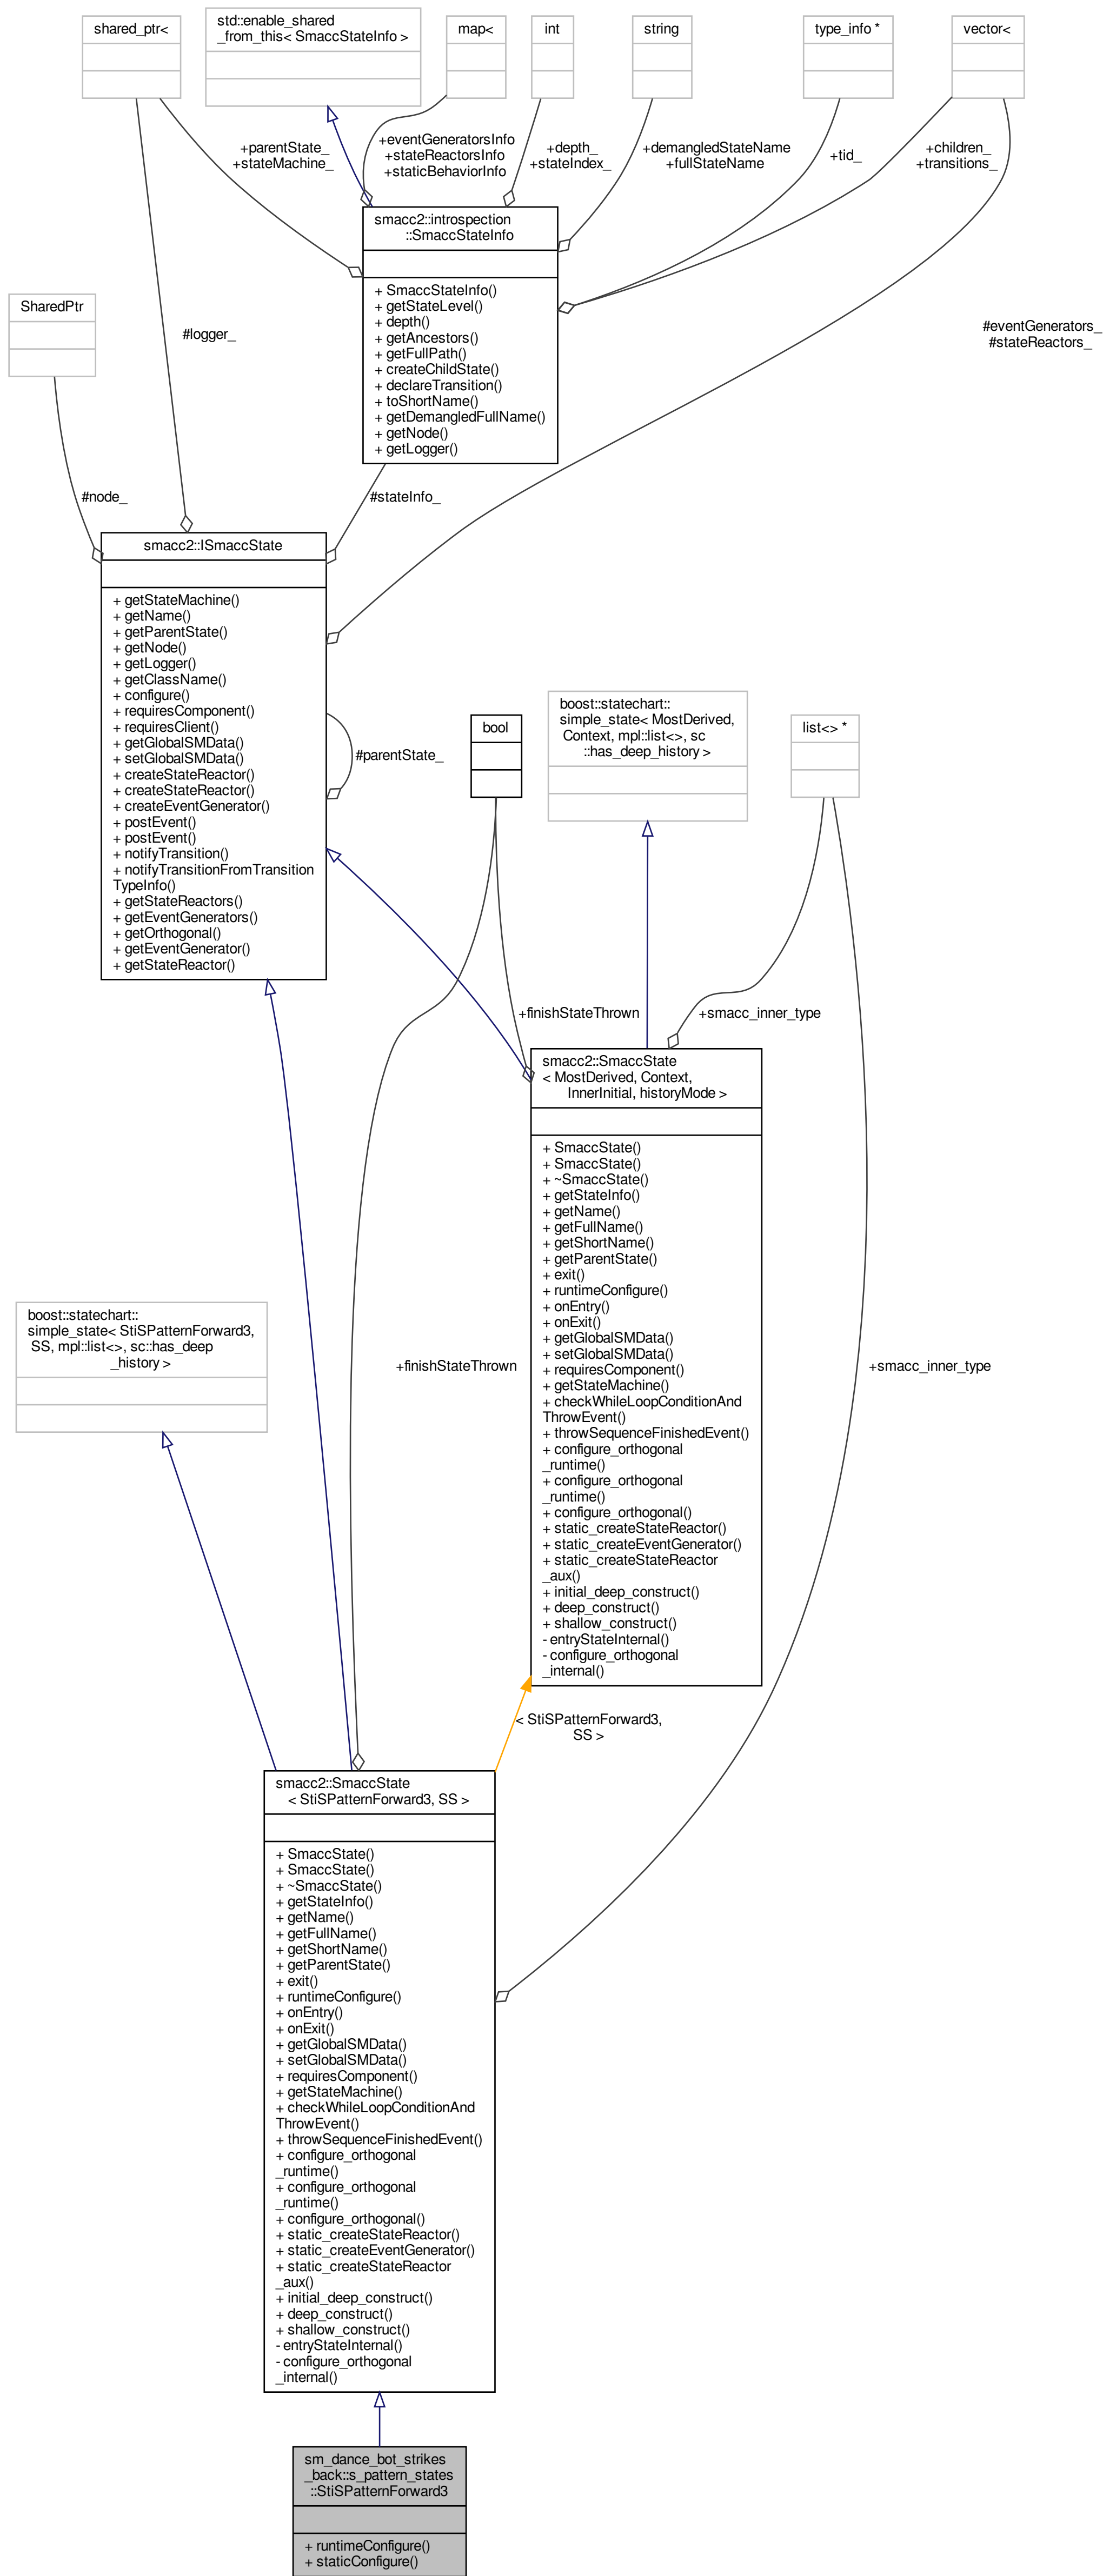 shared_ptr<
std::enable_shared
_from_this< SmaccStateInfo >
map<
int
string
type_info *
vector<
+parentState_
+stateMachine_
+eventGeneratorsInfo
+stateReactorsInfo
+staticBehaviorInfo
+depth_
+stateIndex_
+demangledStateName
+fullStateName
+tid_
+children_
+transitions_
smacc2::introspection
::SmaccStateInfo
+ SmaccStateInfo()
+ getStateLevel()
+ depth()
+ getAncestors()
+ getFullPath()
+ createChildState()
+ declareTransition()
+ toShortName()
+ getDemangledFullName()
+ getNode()
+ getLogger()
SharedPtr
#logger_
#eventGenerators_
#stateReactors_
#node_
#stateInfo_
smacc2::ISmaccState
+ getStateMachine()
+ getName()
+ getParentState()
+ getNode()
+ getLogger()
+ getClassName()
+ configure()
+ requiresComponent()
+ requiresClient()
+ getGlobalSMData()
+ setGlobalSMData()
+ createStateReactor()
+ createStateReactor()
+ createEventGenerator()
+ postEvent()
+ postEvent()
+ notifyTransition()
+ notifyTransitionFromTransition
TypeInfo()
+ getStateReactors()
+ getEventGenerators()
+ getOrthogonal()
+ getEventGenerator()
+ getStateReactor()
#parentState_
bool
boost::statechart::
simple_state< MostDerived,
Context, mpl::list<>, sc
::has_deep_history >
list<> *
+finishStateThrown
+smacc_inner_type
smacc2::SmaccState
< MostDerived, Context,
InnerInitial, historyMode >
+ SmaccState()
+ SmaccState()
+ ~SmaccState()
+ getStateInfo()
+ getName()
+ getFullName()
+ getShortName()
+ getParentState()
+ exit()
+ runtimeConfigure()
+ onEntry()
+ onExit()
+ getGlobalSMData()
+ setGlobalSMData()
+ requiresComponent()
+ getStateMachine()
+ checkWhileLoopConditionAnd
ThrowEvent()
+ throwSequenceFinishedEvent()
+ configure_orthogonal
_runtime()
+ configure_orthogonal
_runtime()
+ configure_orthogonal()
+ static_createStateReactor()
+ static_createEventGenerator()
+ static_createStateReactor
_aux()
+ initial_deep_construct()
+ deep_construct()
+ shallow_construct()
- entryStateInternal()
- configure_orthogonal
_internal()
boost::statechart::
simple_state< StiSPatternForward3,
SS, mpl::list<>, sc::has_deep
_history >
+finishStateThrown
+smacc_inner_type
< StiSPatternForward3,
SS >
smacc2::SmaccState
< StiSPatternForward3, SS >
+ SmaccState()
+ SmaccState()
+ ~SmaccState()
+ getStateInfo()
+ getName()
+ getFullName()
+ getShortName()
+ getParentState()
+ exit()
+ runtimeConfigure()
+ onEntry()
+ onExit()
+ getGlobalSMData()
+ setGlobalSMData()
+ requiresComponent()
+ getStateMachine()
+ checkWhileLoopConditionAnd
ThrowEvent()
+ throwSequenceFinishedEvent()
+ configure_orthogonal
_runtime()
+ configure_orthogonal
_runtime()
+ configure_orthogonal()
+ static_createStateReactor()
+ static_createEventGenerator()
+ static_createStateReactor
_aux()
+ initial_deep_construct()
+ deep_construct()
+ shallow_construct()
- entryStateInternal()
- configure_orthogonal
_internal()
sm_dance_bot_strikes
_back::s_pattern_states
::StiSPatternForward3
+ runtimeConfigure()
+ staticConfigure()